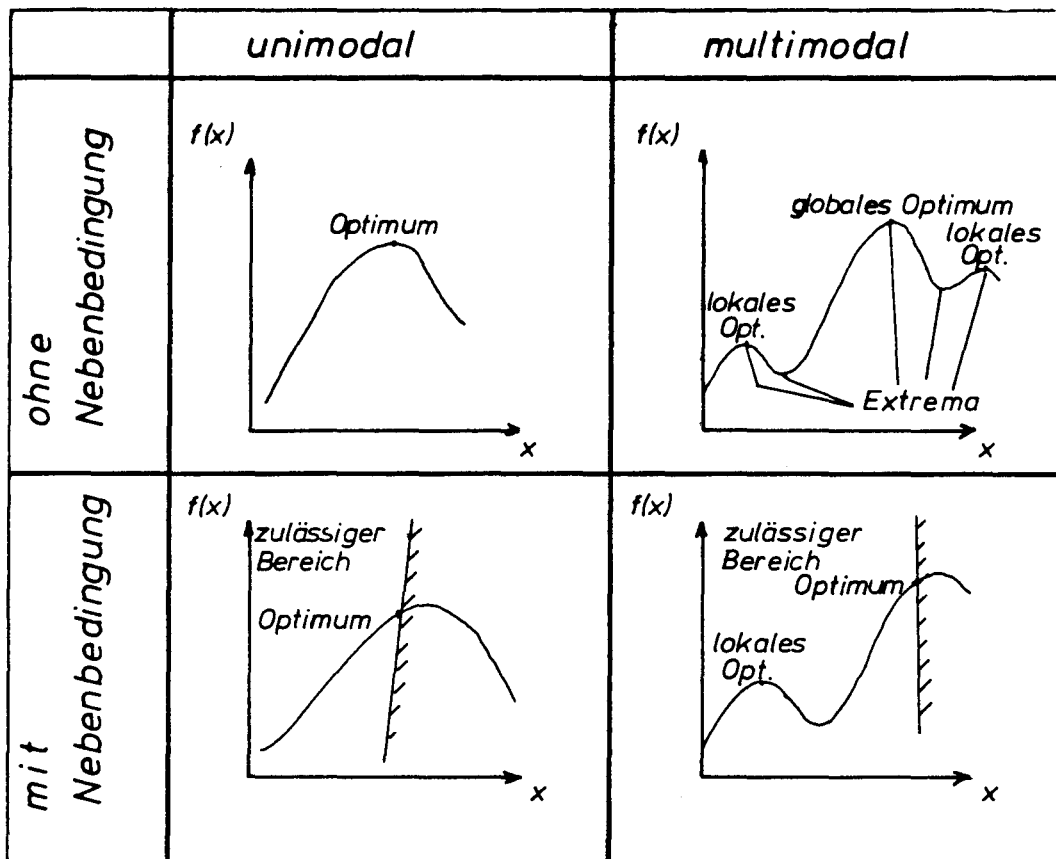 unimodal
multimodal
ohne
Nebenbedingung
f(x)
Optimum
x
f(x)
globales Optimum
lokales
Opt.
lokales
Opt.
Extrema
x
mit
Nebenbedingung
f(x)
zulässiger
Bereich
Optimum
x
f(x)
zulässiger
Bereich
Optimum
lokales
Opt.
x